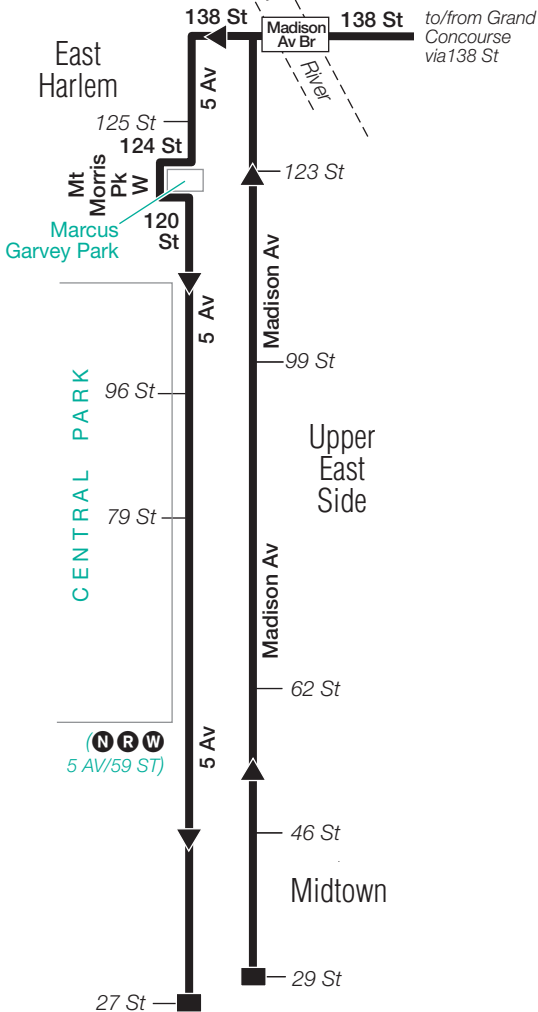 138 St
Madison
Av Br
138 St
to/from Grand
Concourse
via138 St
River
East
Harlem
5 Av
125 St
124 St
Mt
Morris
Pk
W
123 St
120
St
Marcus
Garvey Park
5 Av
Madison Av
99 St
96 St
CENTRAL PARK
Upper
East
Side
79 St
Madison Av
62 St
(N R W
5 AV/59 ST)
5 Av
46 St
Midtown
29 St
27 St